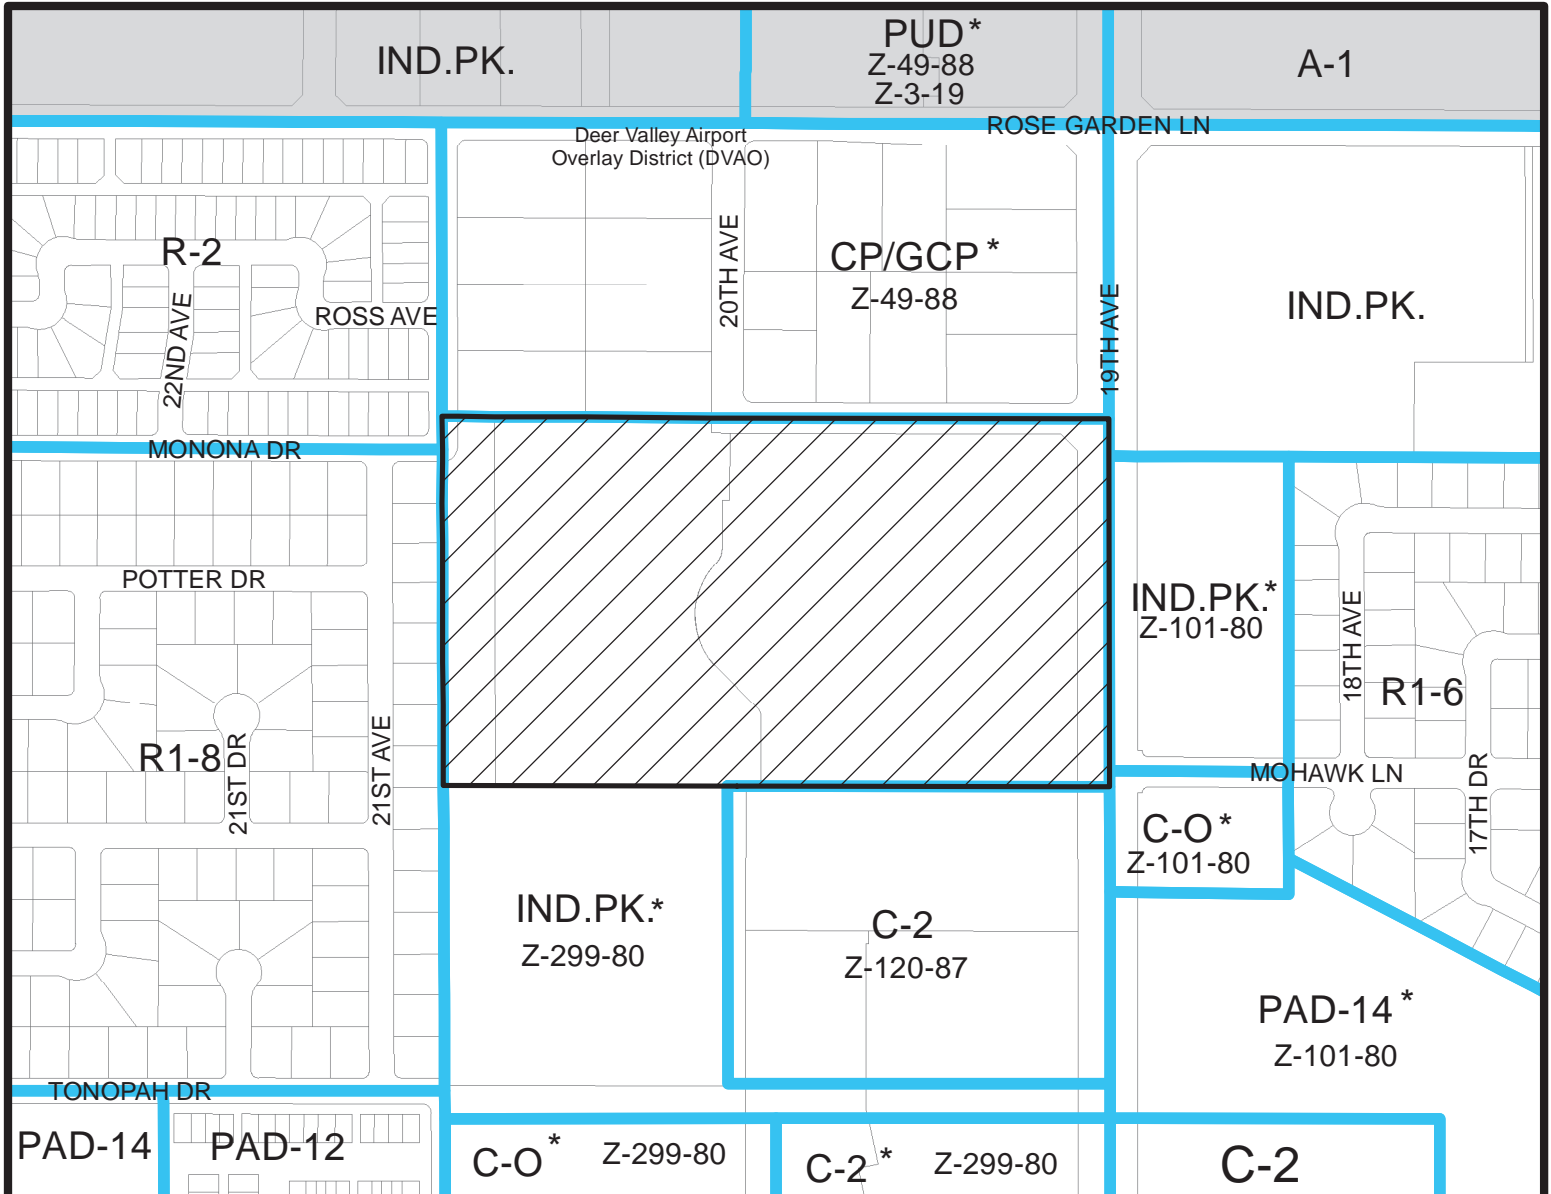 IND.PK.
PUD*
Z-49-88
Z-3-19
A-1
ROSE GARDEN LN
Deer Valley Airport
Overlay District (DVAO)
R-2
22ND AVE
ROSS AVE
20TH AVE
CP/GCP *
Z-49-88
19TH AVE
IND.PK.
MONONA DR
POTTER DR
R1-8
21ST DR
21ST AVE
IND.PK.*
Z-101-80
18TH AVE
R1-6
MOHAWK LN
17TH DR
C-O *
Z-101-80
IND.PK.*
Z-299-80
C-2
Z-120-87
PAD-14 *
Z-101-80
TONOPAH DR
PAD-14
PAD-12
C-O *
Z-299-80
C-2 *
Z-299-80
C-2